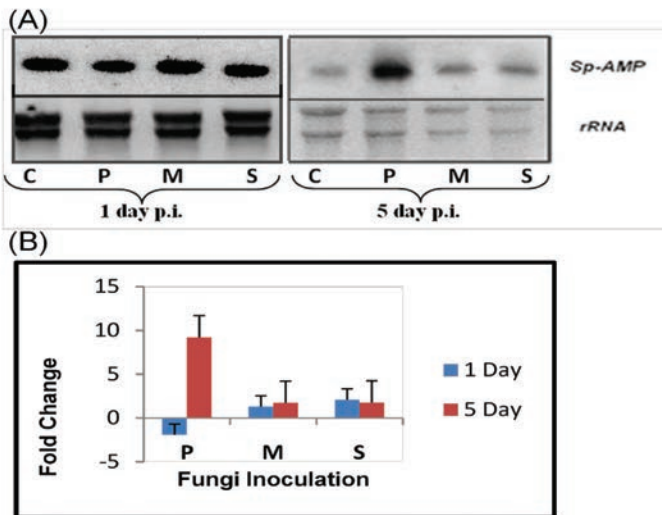 (A)
Sp-AMP
rRNA
C P M S C P M S
1 day p.i. 5 day p.i.
(B)
15
10
5
0
-5
Fold Change
P M S
Fungi Inoculation
1 Day
5 Day